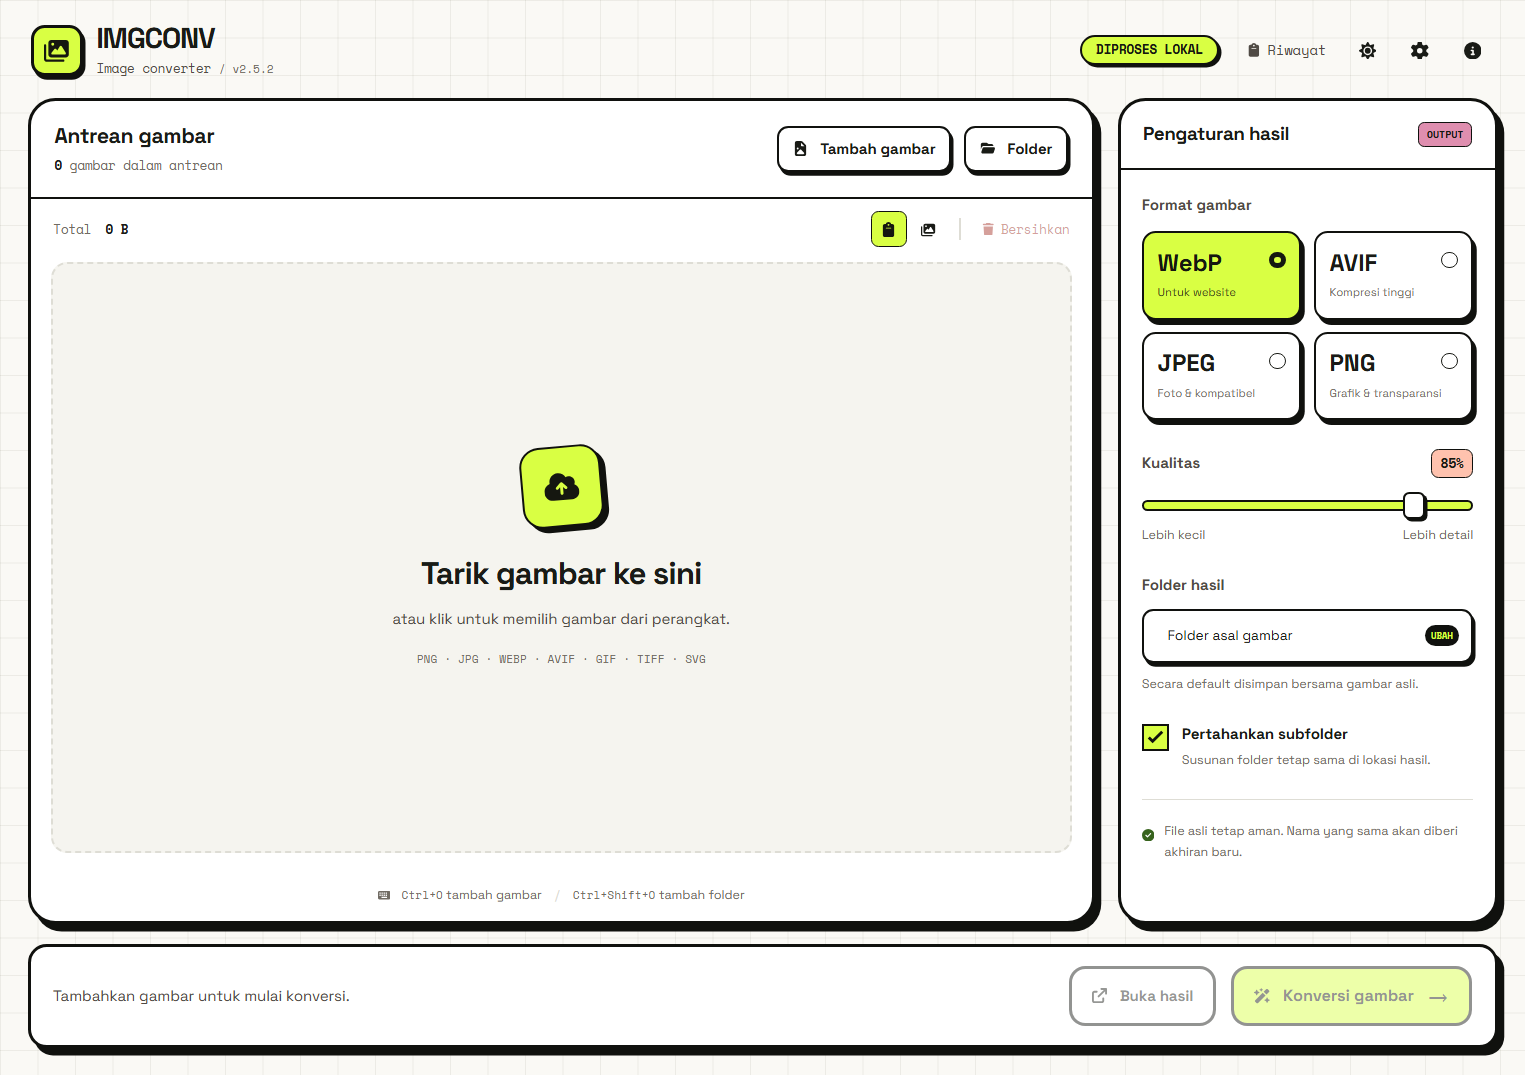 IMGCONV
Image converter / v2.5.2
DIPROSES LOKAL
Riwayat
Antrean gambar
0 gambar dalam antrean
Tambah gambar
Folder
Total 0 B
Bersihkan
Tarik gambar ke sini
atau klik untuk memilih gambar dari perangkat.
PNG · JPG · WEBP · AVIF · GIF · TIFF · SVG
Ctrl+O tambah gambar / Ctrl+Shift+O tambah folder
Pengaturan hasil
OUTPUT
Format gambar
WebP
Untuk website
AVIF
Kompresi tinggi
JPEG
Foto & kompatibel
PNG
Grafik & transparansi
Kualitas
85%
Lebih kecil
Lebih detail
Folder hasil
Folder asal gambar
UBAH
Secara default disimpan bersama gambar asli.
Pertahankan subfolder
Susunan folder tetap sama di lokasi hasil.
File asli tetap aman. Nama yang sama akan diberi
akhiran baru.
Tambahkan gambar untuk mulai konversi.
Buka hasil
Konversi gambar →